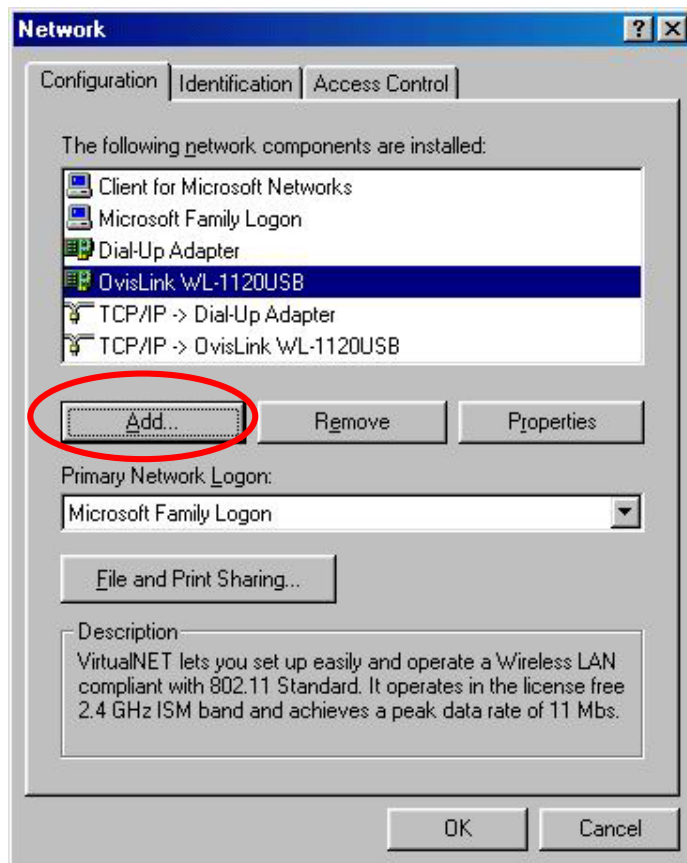 Network
Configuration Identification Access Control
The following network components are installed:
Client for Microsoft Networks
Microsoft Family Logon
Dial-Up Adapter
OvisLink WL-1120USB
TCP/IP -> Dial-Up Adapter
TCP/IP -> OvisLink WL-1120USB
Add... Remove Properties
Primary Network Logon:
Microsoft Family Logon
File and Print Sharing...
Description
VirtualNET lets you set up easily and operate a Wireless LAN
compliant with 802.11 Standard. It operates in the license free
2.4 GHz ISM band and achieves a peak data rate of 11 Mbs.
OK Cancel